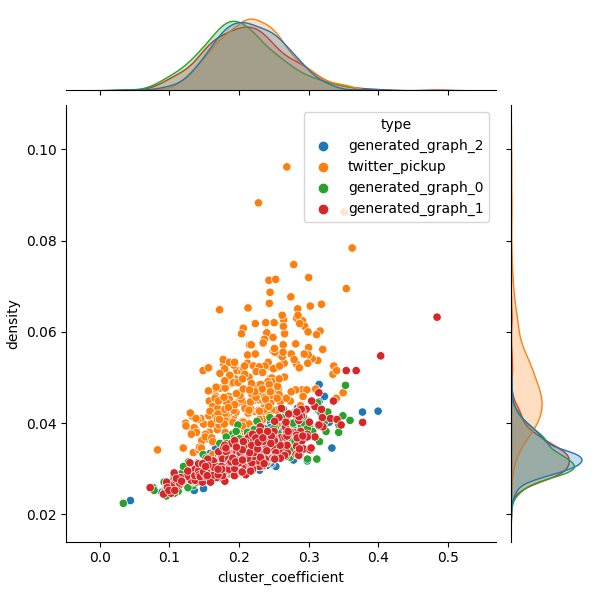 type
generated_graph_2
twitter_pickup
generated_graph_0
generated_graph_1
0.10
0.08
0.06
0.04
0.02
density
0.0 0.1 0.2 0.3 0.4 0.5
cluster_coefficient